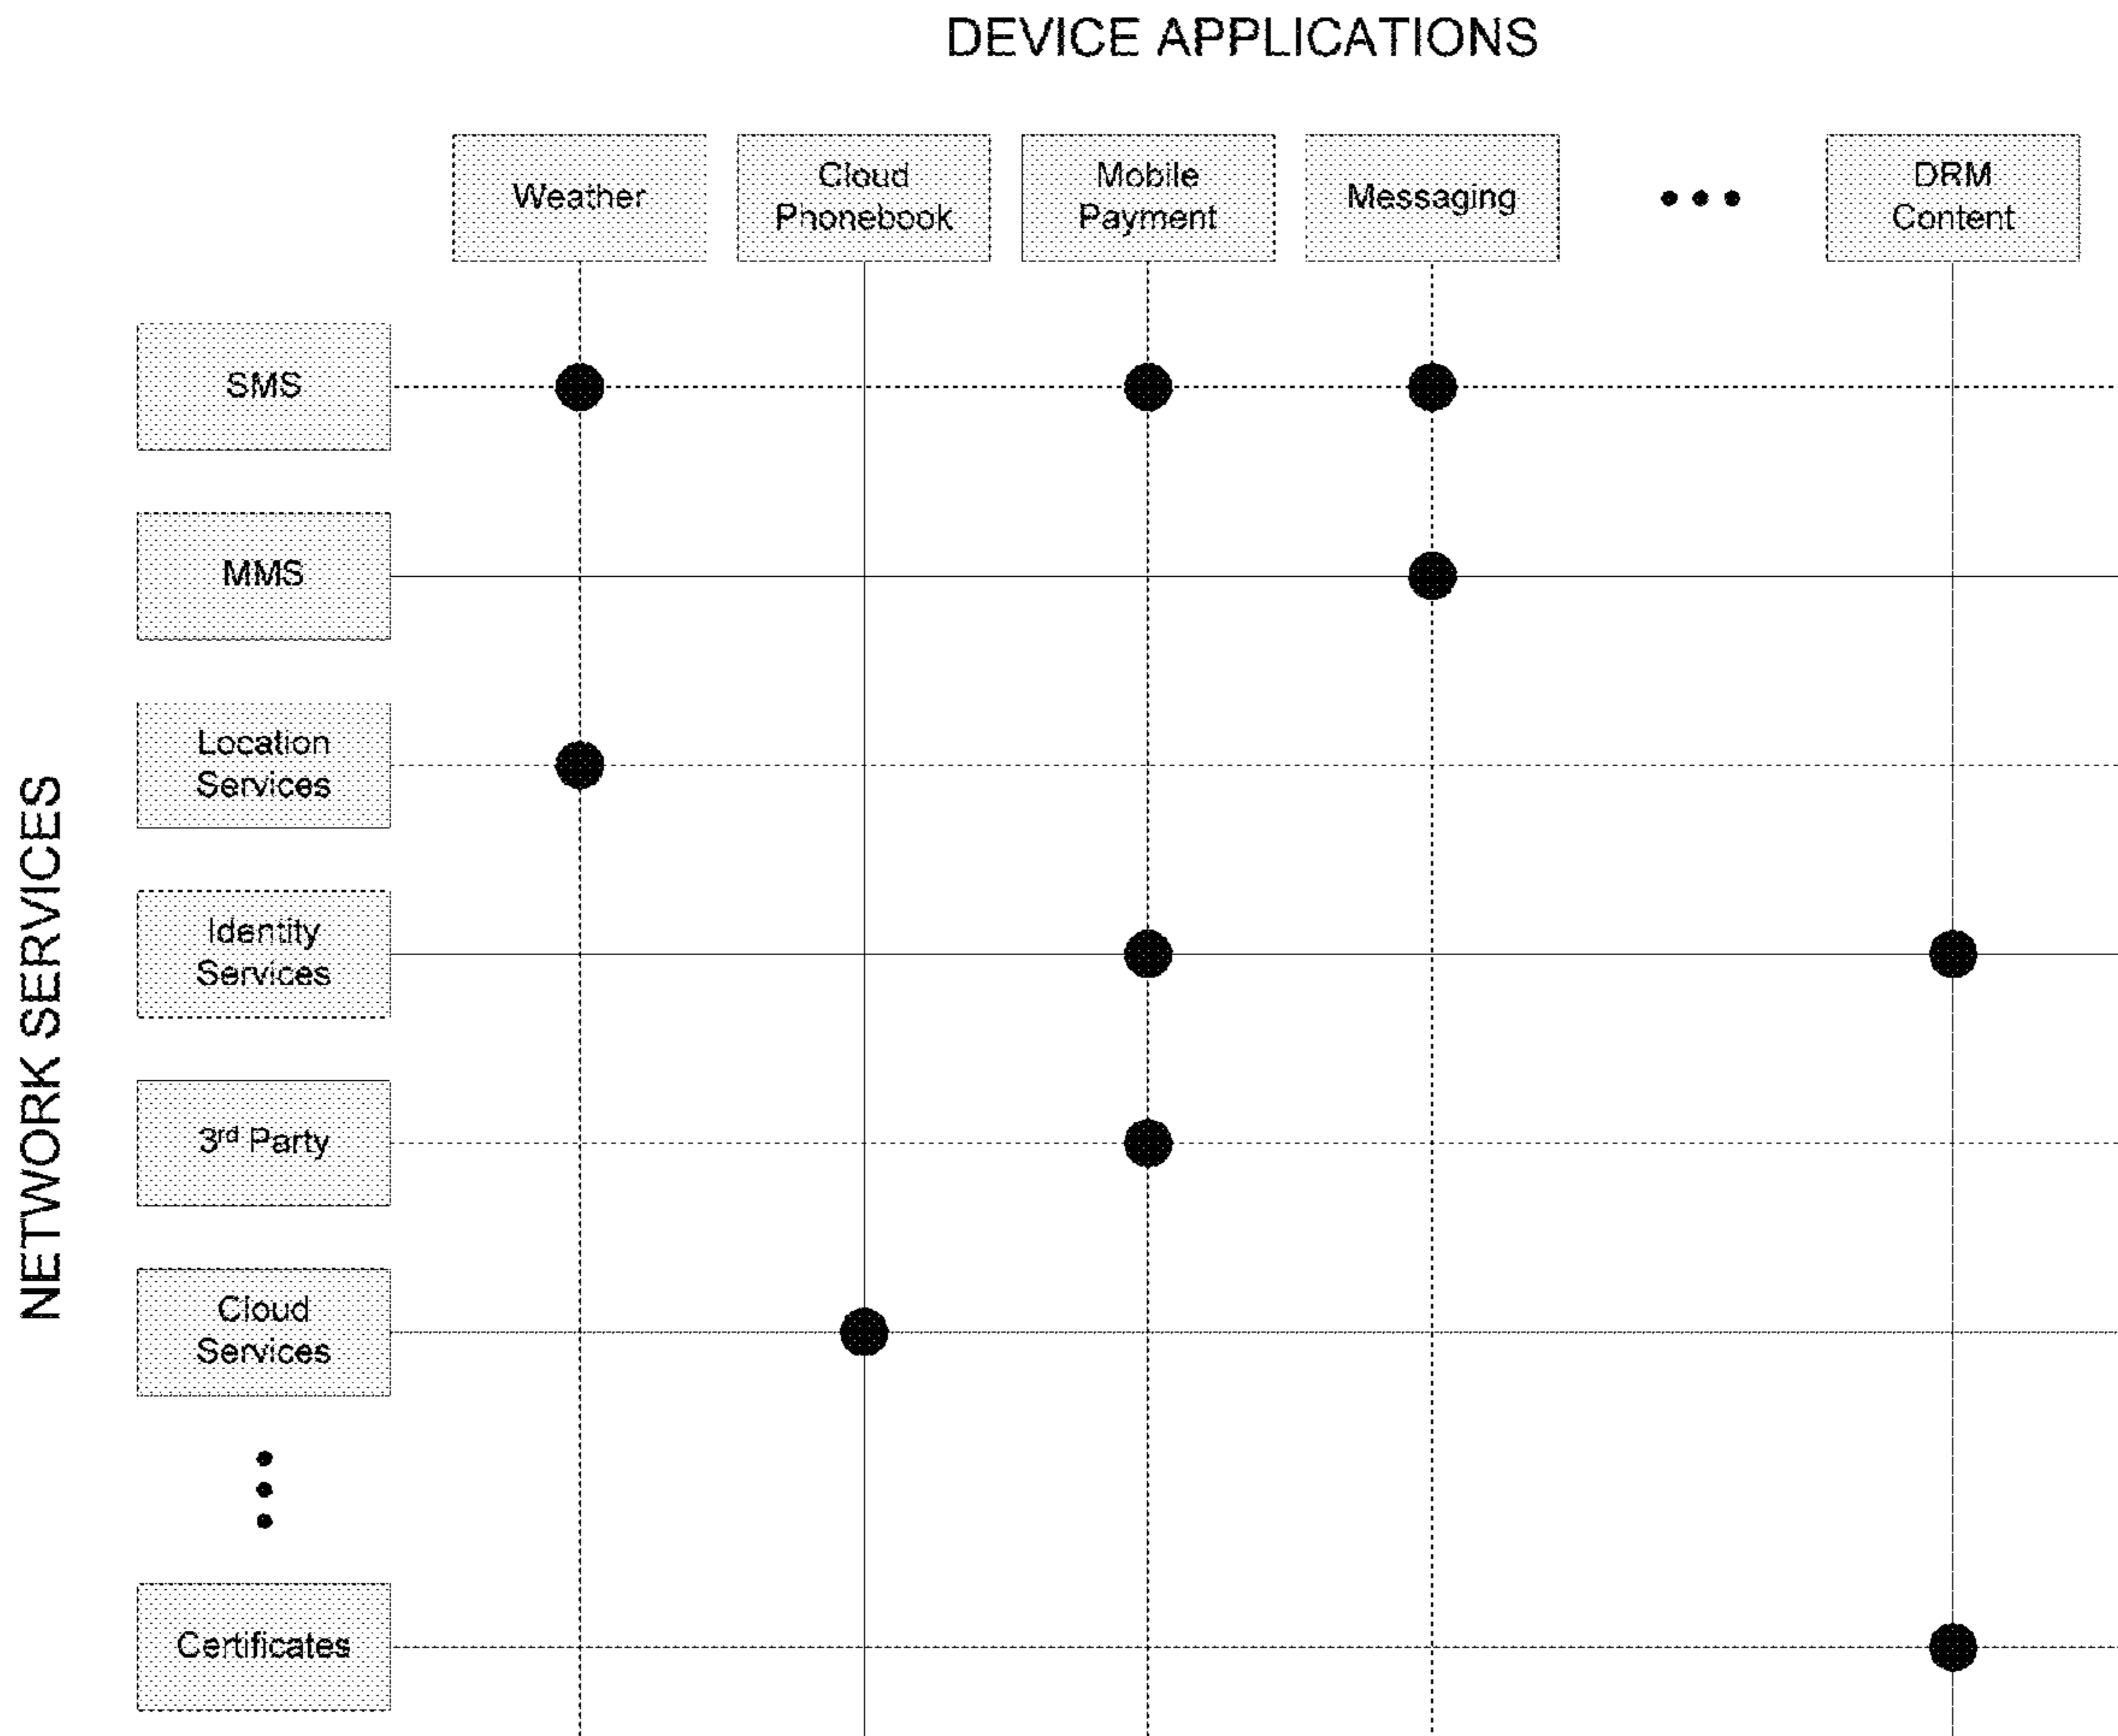 DEVICE APPLICATIONS
Weather
Cloud
Phonebook
Mobile
Payment
Messaging
DRM
Content
NETWORK SERVICES
SMS
MMS
Location
Services
Identity
Services
3rd Party
Cloud
Services
Certificates